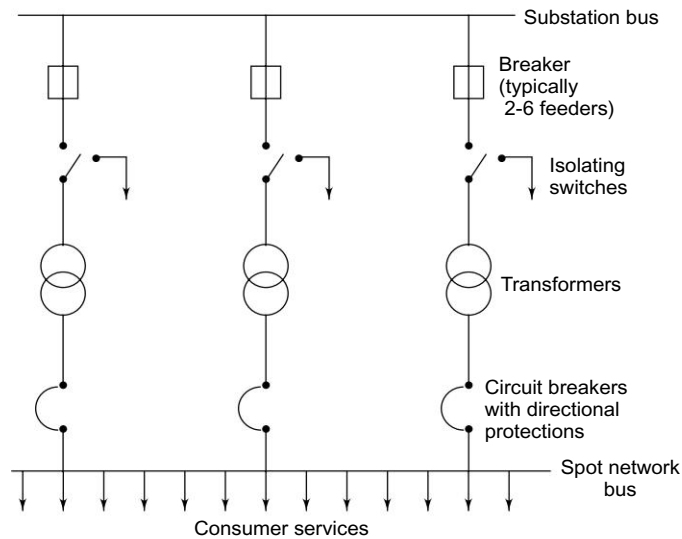 Substation bus
Breaker
(typically
2-6 feeders)
Isolating
switches
Transformers
Circuit breakers
with directional
protections
Spot network
bus
Consumer services